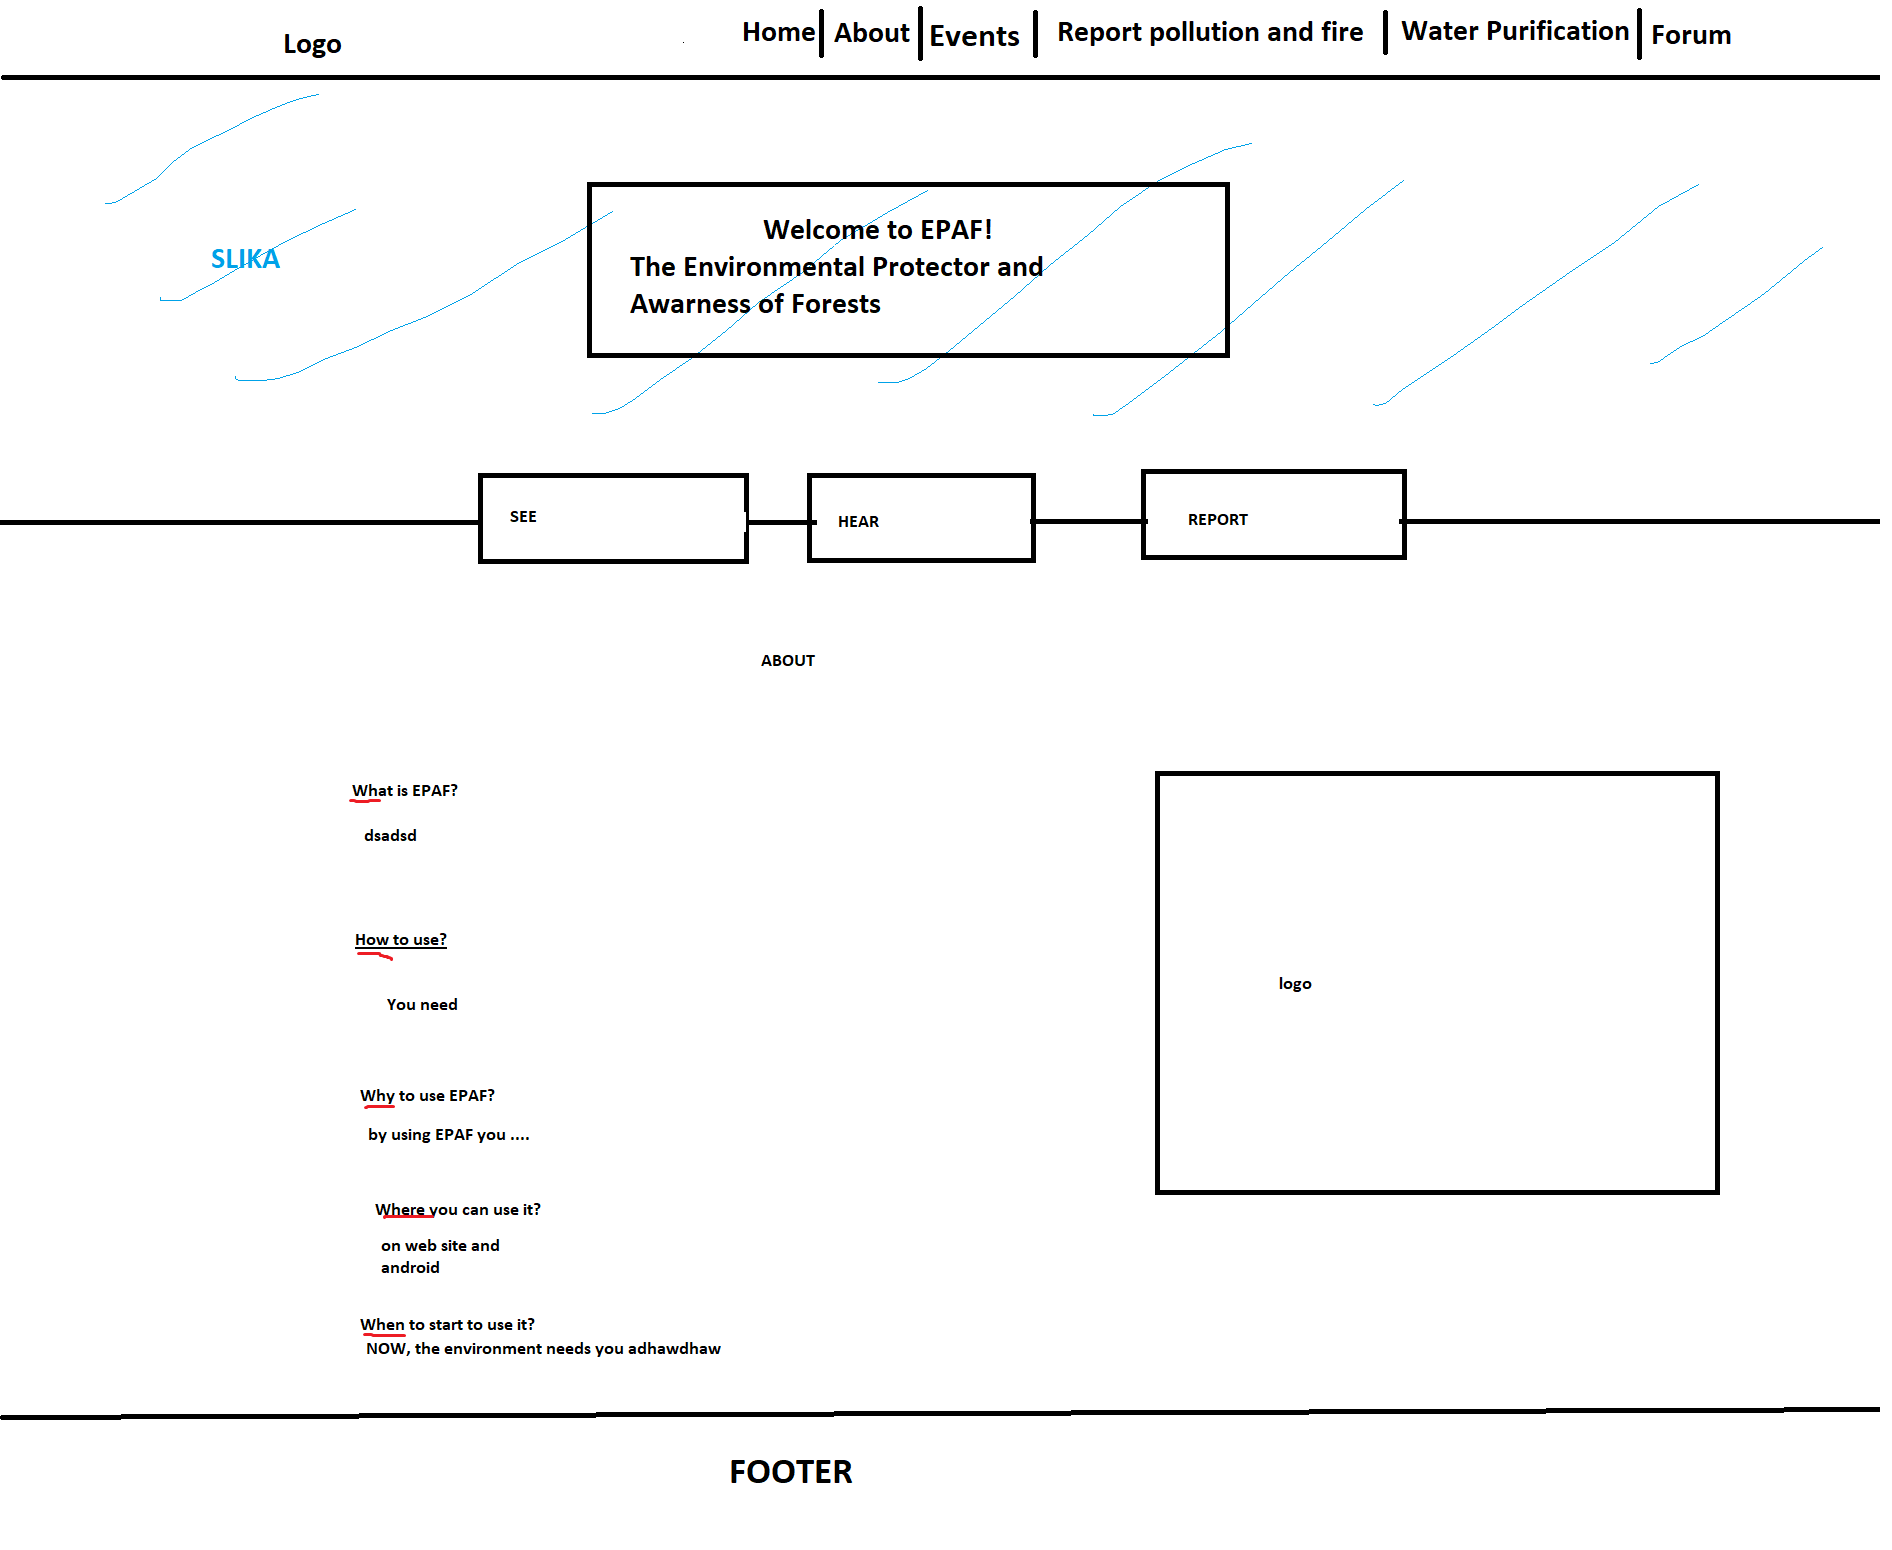 Logo
Home About Events Report pollution and fire Water Purification Forum
SLIKA
Welcome to EPAF!
The Environmental Protector and
Awarness of Forests
SEE
HEAR
REPORT
ABOUT
What is EPAF?
dsadsd
How to use?
You need
Why to use EPAF?
by using EPAF you ....
Where you can use it?
on web site and
android
When to start to use it?
NOW, the environment needs you adhawdhaw
logo
FOOTER